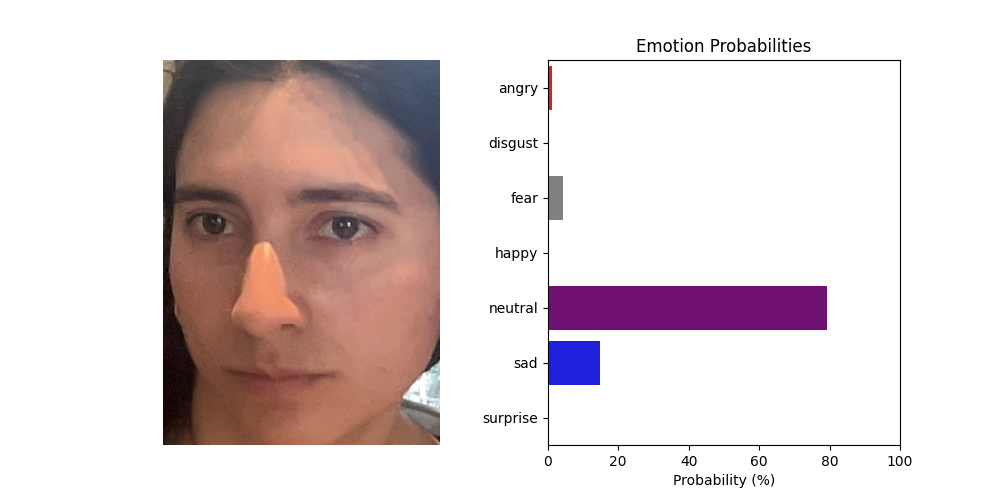 Emotion Probabilities
angry
disgust
fear
happy
neutral
sad
surprise
0 20 40 60 80 100
Probability (%)